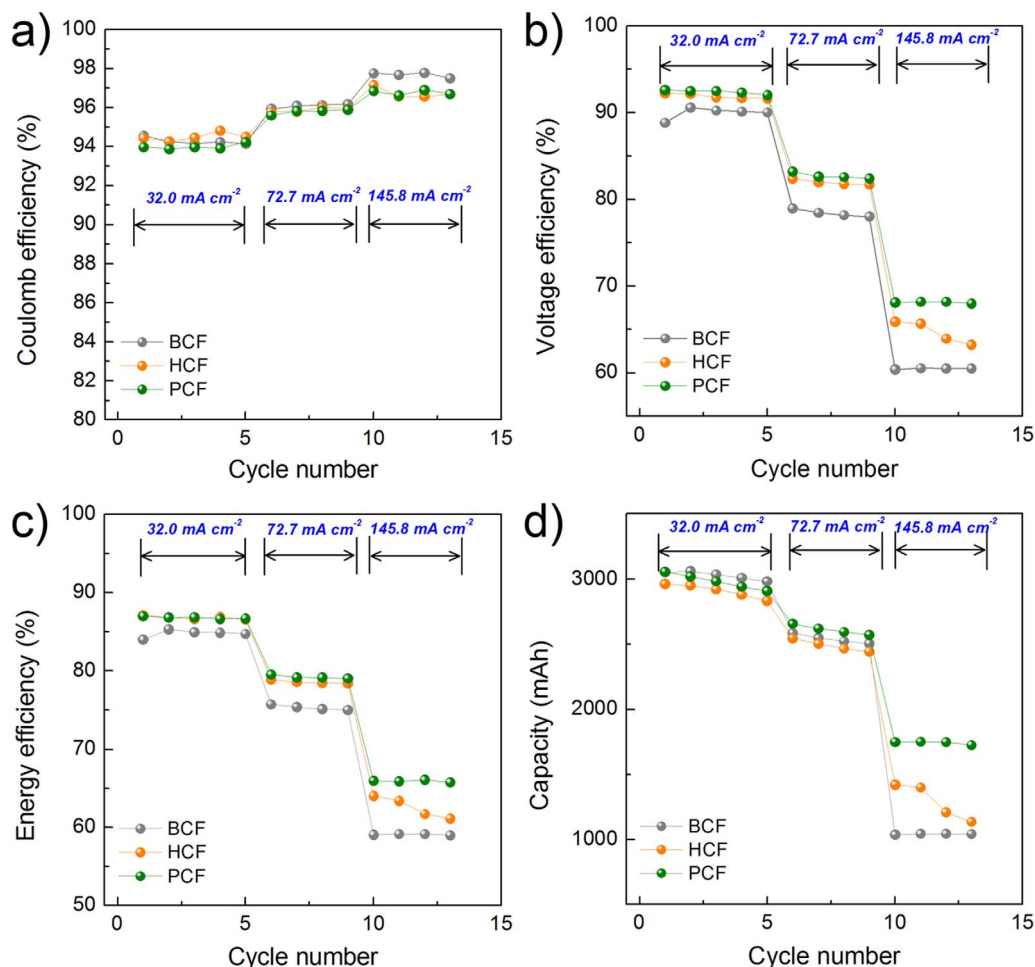 a)
100
98
96
94
92
90
88
86
84
82
80
Coulomb efficiency (%)
32.0 mA cm⁻²
72.7 mA cm⁻²
145.8 mA cm⁻²
BCF
HCF
PCF
0 5 10 15
Cycle number
b)
100
90
80
70
60
Voltage efficiency (%)
32.0 mA cm⁻²
72.7 mA cm⁻²
145.8 mA cm⁻²
BCF
HCF
PCF
0 5 10 15
Cycle number
c)
100
90
80
70
60
50
Energy efficiency (%)
32.0 mA cm⁻²
72.7 mA cm⁻²
145.8 mA cm⁻²
BCF
HCF
PCF
0 5 10 15
Cycle number
d)
3000
2000
1000
Capacity (mAh)
32.0 mA cm⁻²
72.7 mA cm⁻²
145.8 mA cm⁻²
BCF
HCF
PCF
0 5 10 15
Cycle number